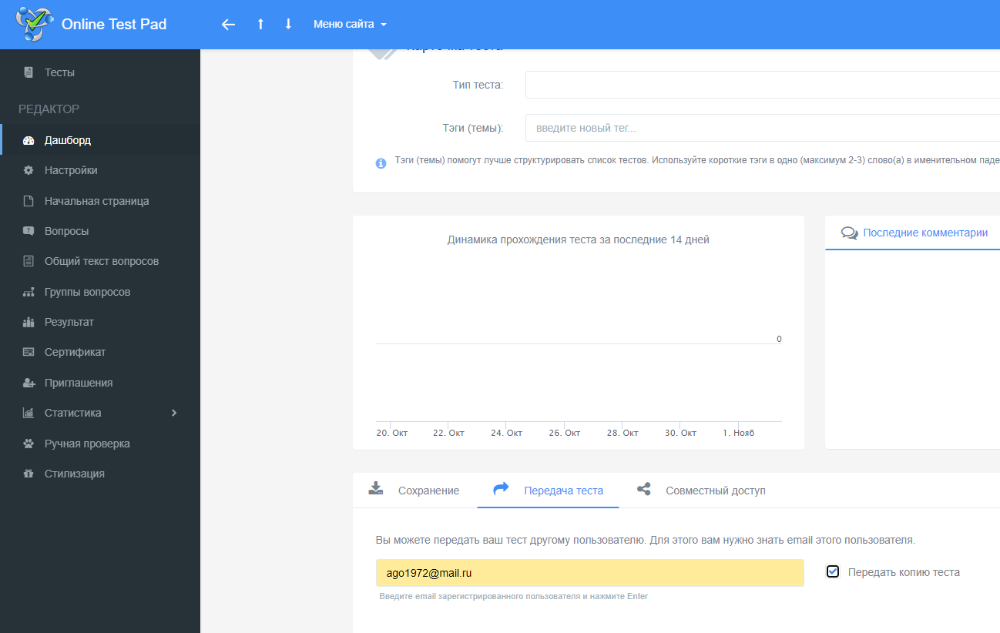 Online Test Pad
Меню сайта
Тесты
РЕДАКТОР
Дашборд
Настройки
Начальная страница
Вопросы
Общий текст вопросов
Группы вопросов
Результат
Сертификат
Приглашения
Статистика
Ручная проверка
Стилизация
Карточка теста
Тип теста:
Тэги (темы):
введите новый тег...
Тэги (темы) помогут лучше структурировать список тестов. Используйте короткие тэги в одно (максимум 2-3) слово(а) в именительном паде
Динамика прохождения теста за последние 14 дней
0
20. Окт
22. Окт
24. Окт
26. Окт
28. Окт
30. Окт
1. Нояб
Последние комментарии
Сохранение
Передача теста
Совместный доступ
Вы можете передать ваш тест другому пользователю. Для этого вам нужно знать email этого пользователя.
ago1972@mail.ru
Передать копию теста
Введите email зарегистрированного пользователя и нажмите Enter